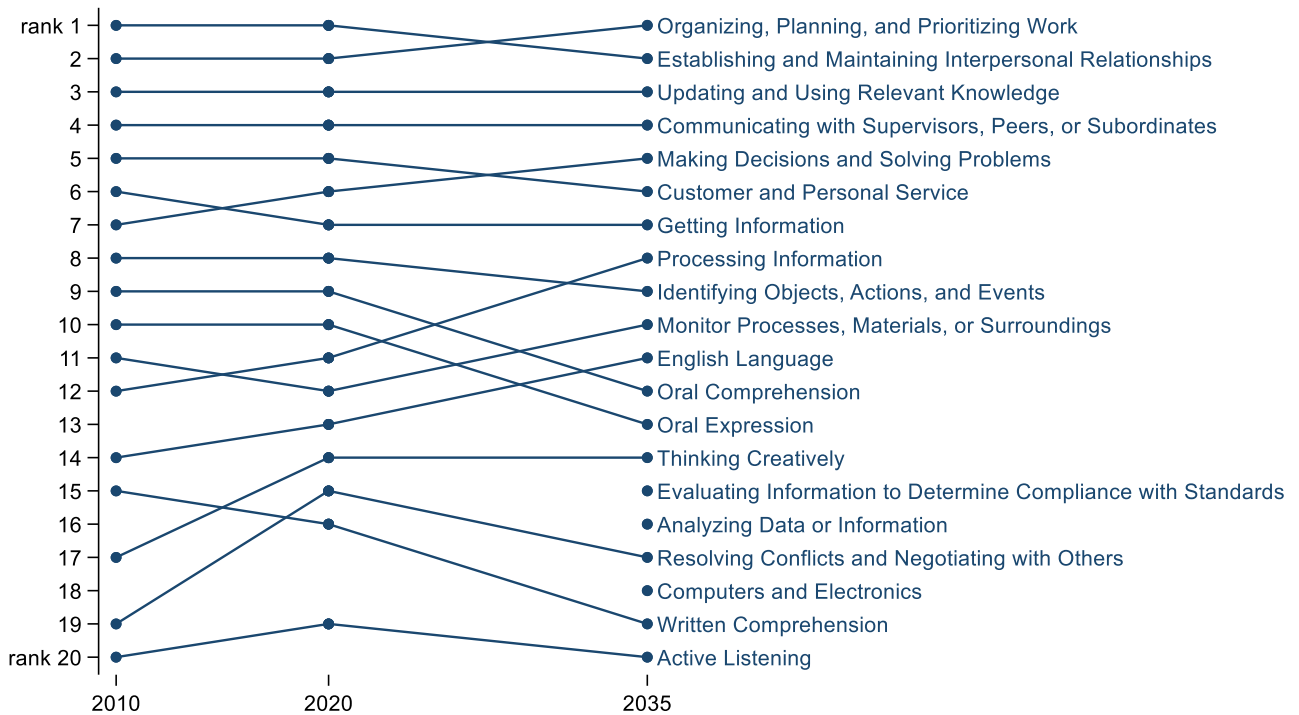 rank 1 Organizing, Planning, and Prioritizing Work
2 Establishing and Maintaining Interpersonal Relationships
3 Updating and Using Relevant Knowledge
4 Communicating with Supervisors, Peers, or Subordinates
5 Making Decisions and Solving Problems
6 Customer and Personal Service
7 Getting Information
8 Processing Information
9 Identifying Objects, Actions, and Events
10 Monitor Processes, Materials, or Surroundings
11 English Language
12 Oral Comprehension
13 Oral Expression
14 Thinking Creatively
15 Evaluating Information to Determine Compliance with Standards
16 Analyzing Data or Information
17 Resolving Conflicts and Negotiating with Others
18 Computers and Electronics
19 Written Comprehension
rank 20 Active Listening
2010 2020 2035